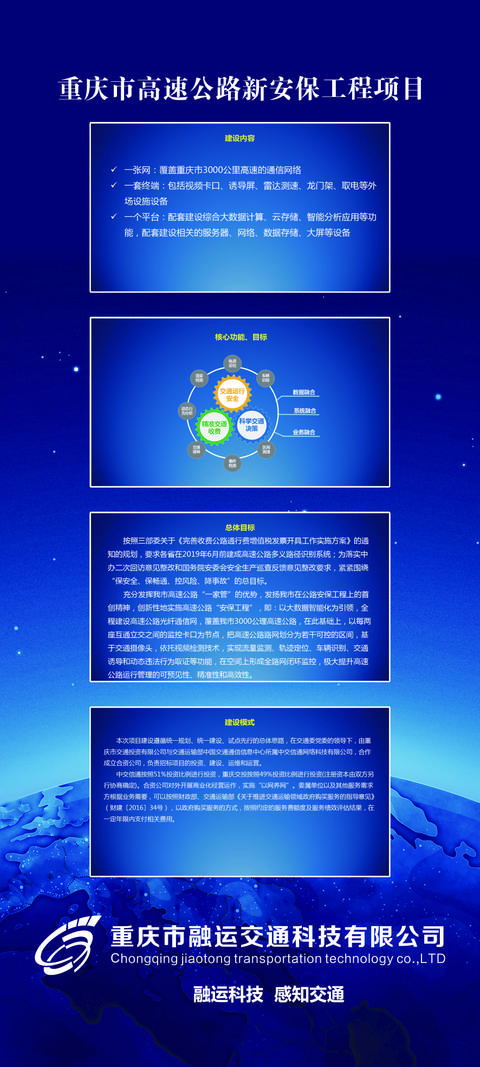 重庆市高速公路新安保工程项目
建设内容
✓ 一张网：覆盖重庆市3000公里高速的通信网络
✓ 一套终端：包括视频卡口、诱导屏、雷达测速、龙门架、取电等外
场设施设备
✓ 一个平台：配套建设综合大数据计算、云存储、智能分析应用等功
能，配套建设相关的服务器、网络、数据存储、大屏等设备
核心功能、目标
交通运行
安全
精准交通
收费
科学交通
决策
数据融合
系统融合
业务融合
总体目标
按照三部委关于《完善收费公路通行费增值税发票开具工作实施方案》的通
知的规划，要求各省在2019年6月前建成高速公路多义路径识别系统；为落实中
办二次回访意见整改和国务院安委会安全生产巡查反馈意见整改要求，紧紧围绕
“保安全、保畅通、控风险、降事故”的总目标。
充分发挥我市高速公路“一家管”的优势，发扬我市在公路安保工程上的首
创精神，创新性地实施高速公路“安保工程”，即：以大数据智能化为引领，全
程建设高速公路光纤通信网，覆盖我市3000公理高速公路，在此基础上，以每两
座互通立交之间的监控卡口为节点，把高速公路路网划分为若干可控的区间，基
于交通摄像头，依托视频检测技术，实现流量监测、轨迹定位、车辆识别、交通
诱导和动态违法行为取证等功能，在空间上形成全路网闭环监控，极大提升高速
公路运行管理的可预见性、精准性和高效性。
建设模式
本次项目建设遵循统一规划、统一建设、试点先行的总体思路，在交通委党委的领导下，由重
庆市交通投资有限公司与交通运输部中国交通通信信息中心所属中交信通网络科技有限公司，合作
成立合资公司，负责招标项目的投资、建设、运维和运营。
中交信通按照51%投资比例进行投资，重庆交投按照49%投资比例进行投资(注册资本由双方另
行协商确定)。合资公司对外开展商业化经营运作，实施“以网养网”。委属单位以及其他服务需求
方根据业务需要，可以按照财政部、交通运输部《关于推进交通运输领域政府购买服务的指导意见》
（财建【2016】34号），以政府购买服务的方式，按照约定的服务费额度及服务绩效评估结果，在
一定年限内支付相关费用。
重庆市融运交通科技有限公司
Chongqing jiaotong transportation technology co.,LTD
融运科技 感知交通